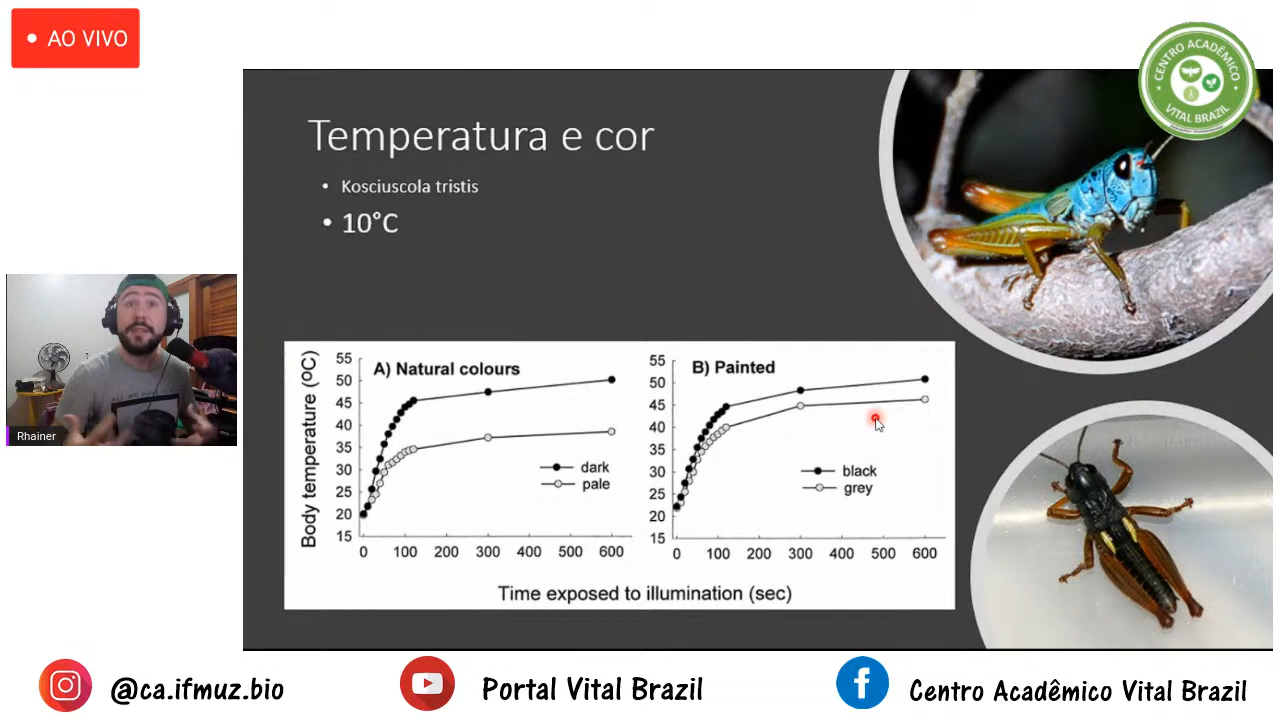 • AO VIVO
CENTRO ACADÊMICO
VITAL BRAZIL
Temperatura e cor
• Kosciuscola tristis
• 10°C
Rhainer
Body temperature (ºC)
A) Natural colours
55
50
45
40
35
30
25
20
15
dark
pale
0 100 200 300 400 500 600
B) Painted
55
50
45
40
35
30
25
20
15
black
grey
0 100 200 300 400 500 600
Time exposed to illumination (sec)
@ca.ifmuz.bio
Portal Vital Brazil
Centro Acadêmico Vital Brazil